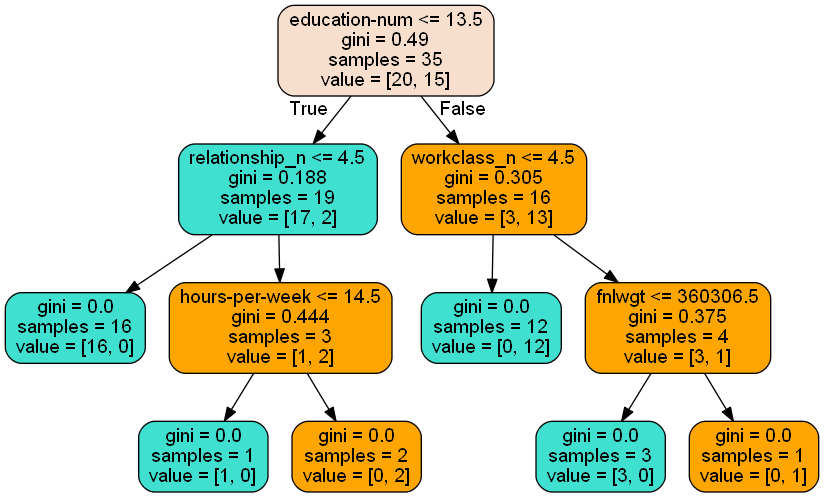 education-num <= 13.5
gini = 0.49
samples = 35
value = [20, 15]
True
False
relationship_n <= 4.5
gini = 0.188
samples = 19
value = [17, 2]
workclass_n <= 4.5
gini = 0.305
samples = 16
value = [3, 13]
gini = 0.0
samples = 16
value = [16, 0]
hours-per-week <= 14.5
gini = 0.444
samples = 3
value = [1, 2]
gini = 0.0
samples = 12
value = [0, 12]
fnlwgt <= 360306.5
gini = 0.375
samples = 4
value = [3, 1]
gini = 0.0
samples = 1
value = [1, 0]
gini = 0.0
samples = 2
value = [0, 2]
gini = 0.0
samples = 3
value = [3, 0]
gini = 0.0
samples = 1
value = [0, 1]